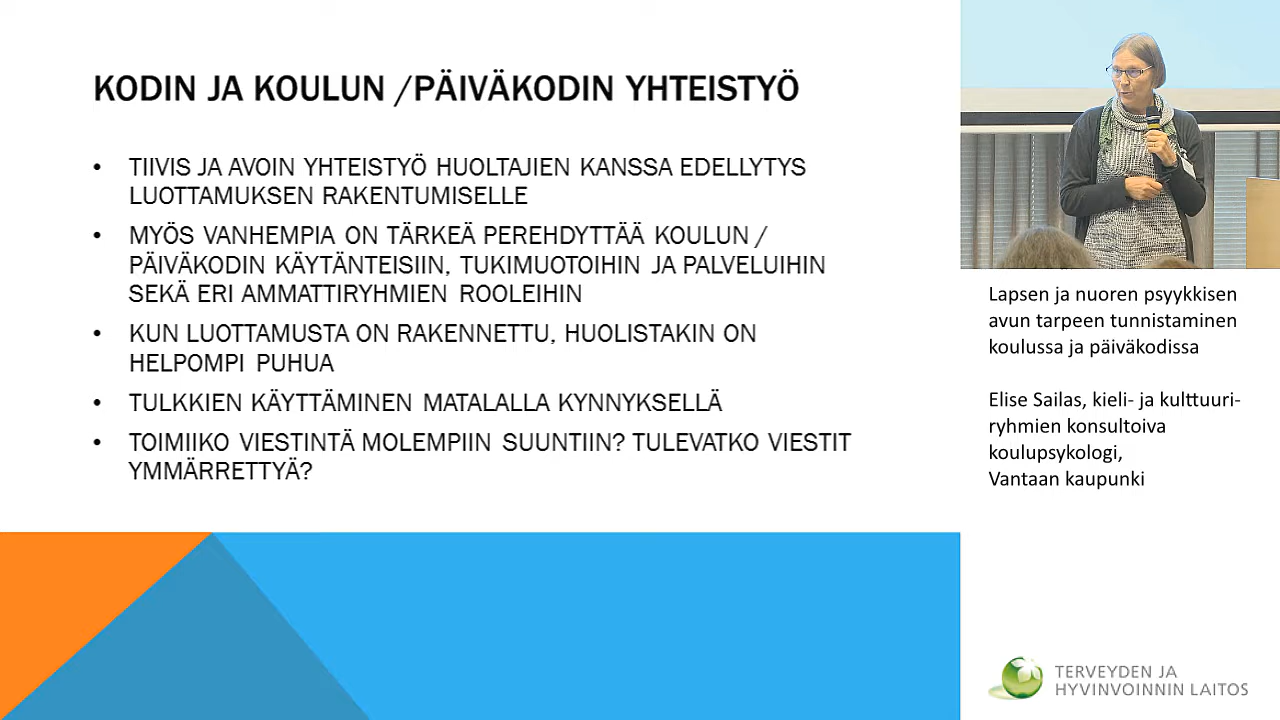 KODIN JA KOULUN /PÄIVÄKODIN YHTEISTYÖ
• TIIVIS JA AVOIN YHTEISTYÖ HUOLTAJIEN KANSSA EDELLYTYS
LUOTTAMUKSEN RAKENTUMISELLE
• MYÖS VANHEMPIA ON TÄRKEÄ PEREHDYTTÄÄ KOULUN /
PÄIVÄKODIN KÄYTÄNTEISIIN, TUKIMUOTOIHIN JA PALVELUIHIN
SEKÄ ERI AMMATTIRYHMIEN ROOLEIHIN
• KUN LUOTTAMUSTA ON RAKENNETTU, HUOLISTAKIN ON
HELPOMPI PUHUA
• TULKKIEN KÄYTTÄMINEN MATALALLA KYNNYKSELLÄ
• TOIMIIKO VIESTINTÄ MOLEMPIIN SUUNTIIN? TULEVATKO VIESTIT
YMMÄRRETTYÄ?
Lapsen ja nuoren psyykkisen
avun tarpeen tunnistaminen
koulussa ja päiväkodissa
Elise Sailas, kieli- ja kulttuuri-
ryhmien konsultoiva
koulupsykologi,
Vantaan kaupunki
TERVEYDEN JA
HYVINVOINNIN LAITOS